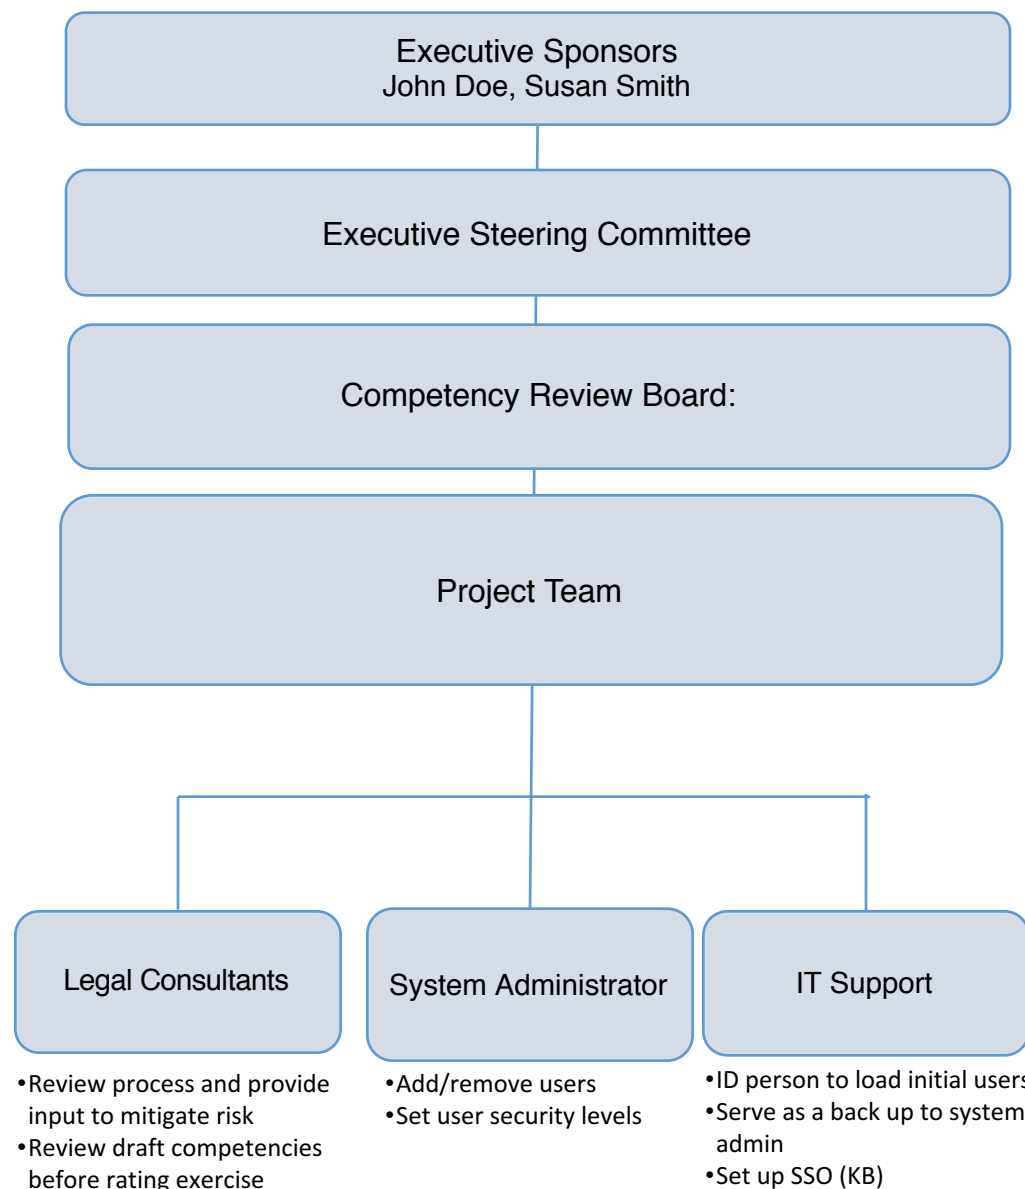 Executive Sponsors
John Doe, Susan Smith
Executive Steering Committee
Competency Review Board:
Project Team
Legal Consultants
•Review process and provide
input to mitigate risk
•Review draft competencies
before rating exercise
System Administrator
•Add/remove users
•Set user security levels
IT Support
•ID person to load initial users
•Serve as a back up to system
admin
•Set up SSO (KB)